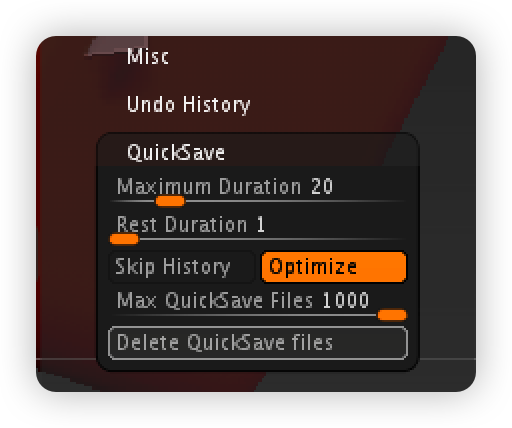 Misc
Undo History
QuickSave
Maximum Duration 20
Rest Duration 1
Skip History Optimize
Max QuickSave Files 1000
Delete QuickSave files